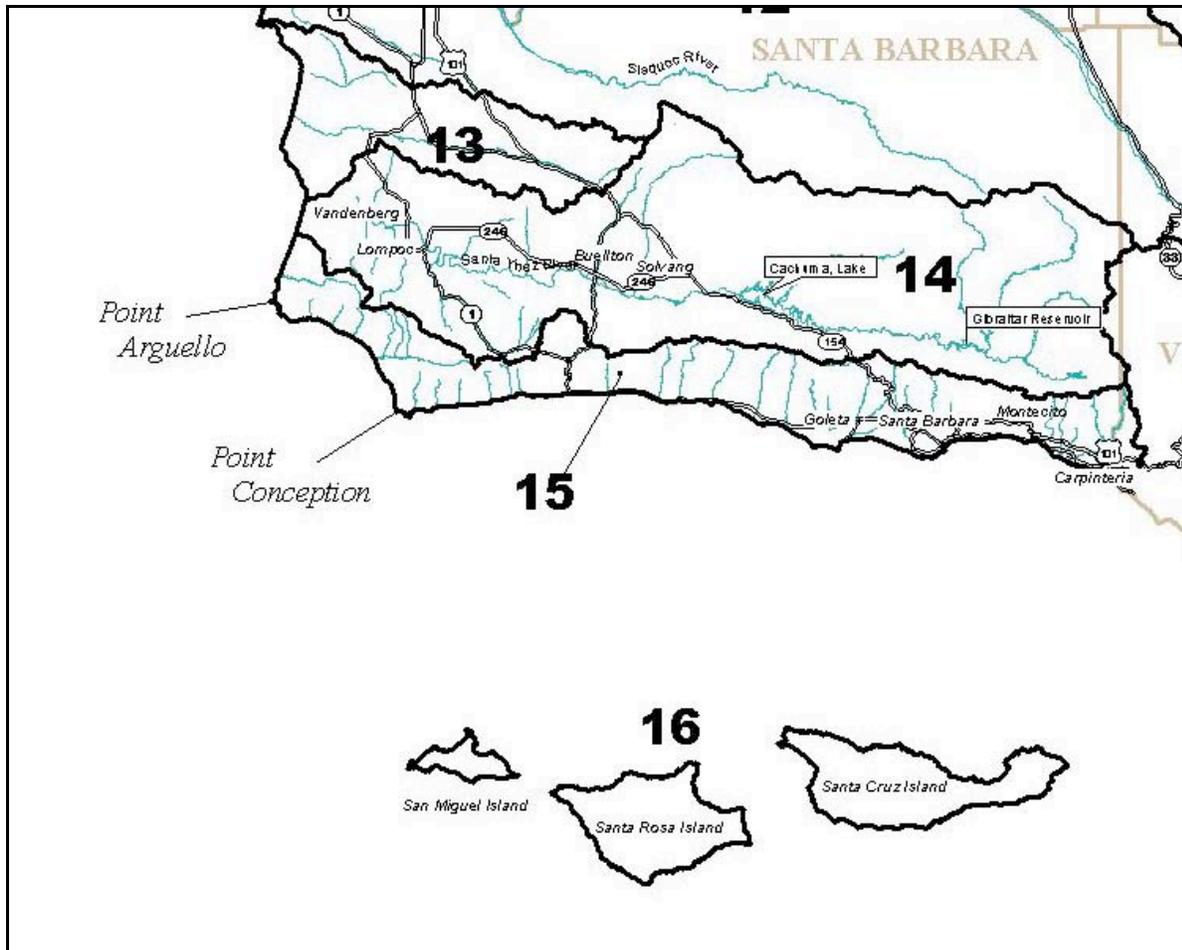 1
101
SANTA BARBARA
Sisquoc River
13
Vandenberg
246
Lompoc
Santa Ynez River
Buellton
Solvang
246
Cachuma, Lake
14
33
Point
Arguello
1
Gibraltar Reservoir
154
V
Goleta
Santa Barbara
Montecito
101
Carpinteria
Point
Conception
15
16
San Miguel Island
Santa Rosa Island
Santa Cruz Island